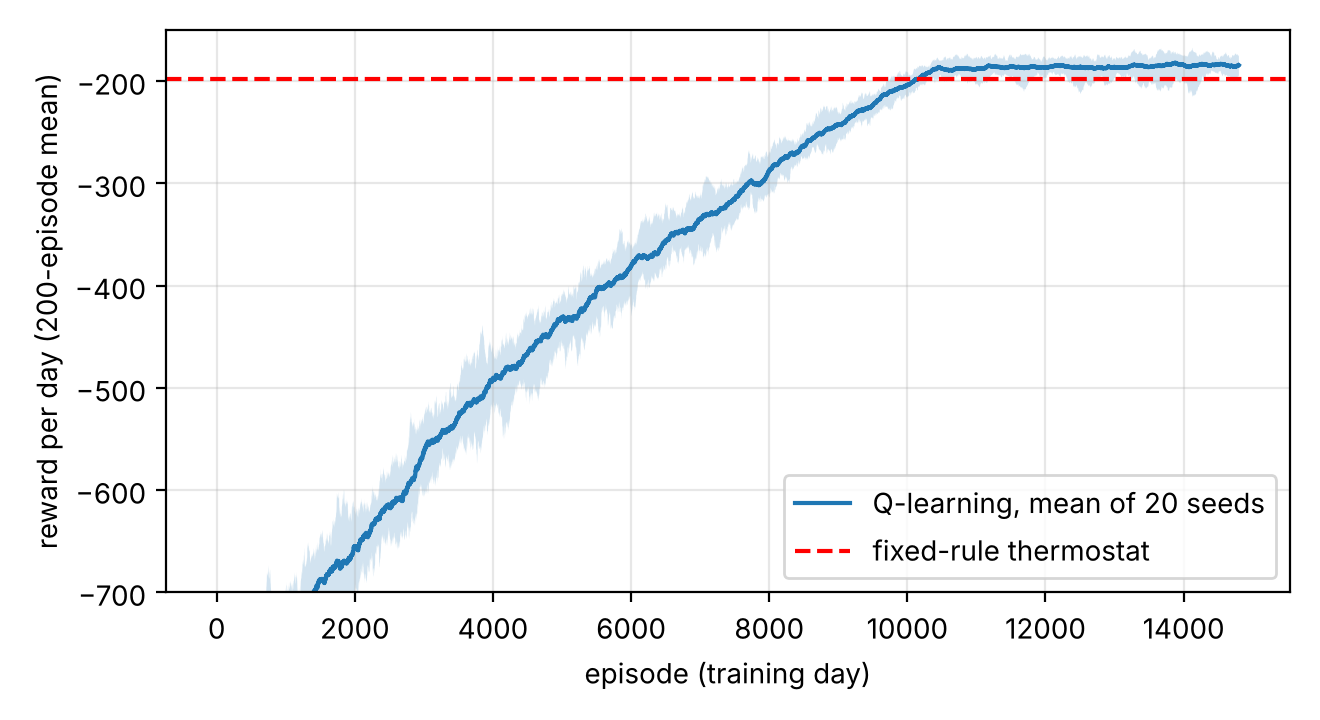 reward per day (200-episode mean)
−200
−300
−400
−500
−600
−700
Q-learning, mean of 20 seeds
fixed-rule thermostat
0 2000 4000 6000 8000 10000 12000 14000
episode (training day)